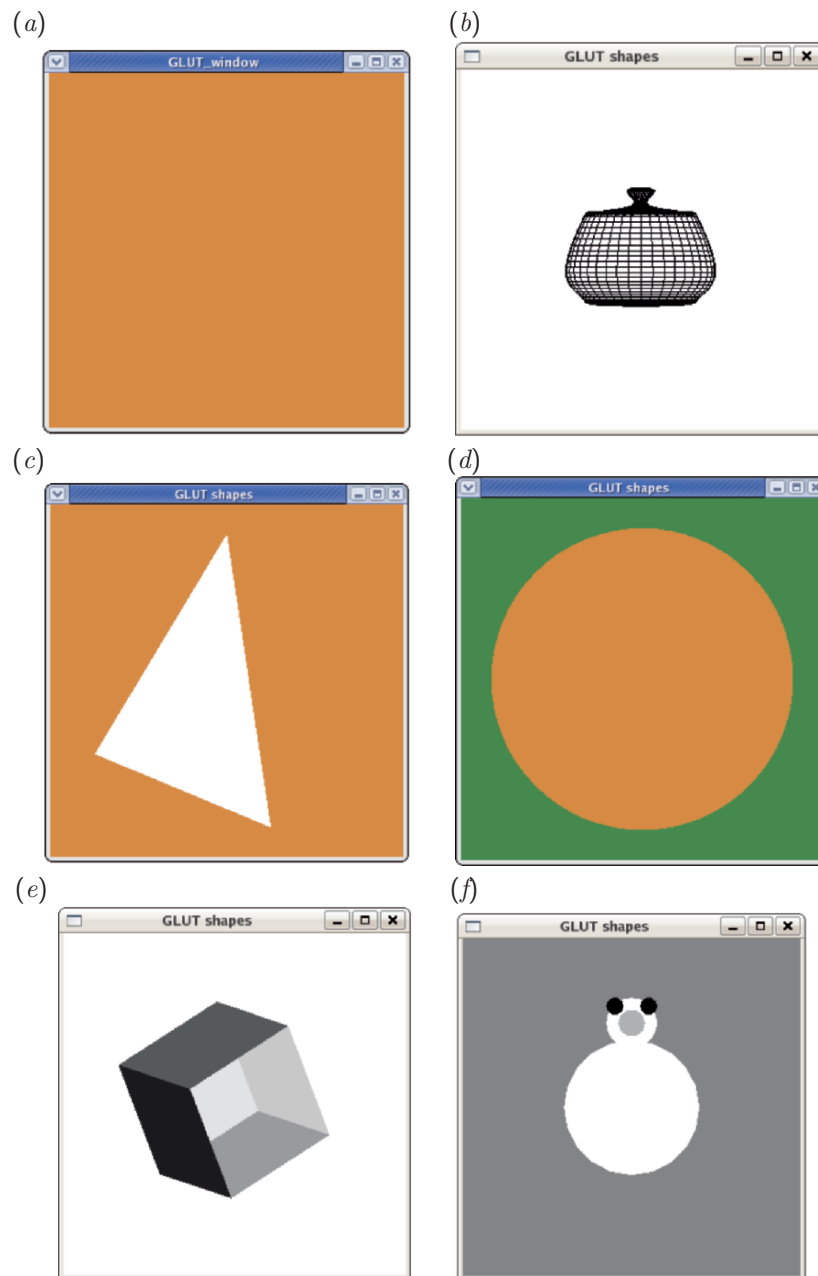 (a)
GLUT_window
(b)
GLUT shapes
(c)
GLUT shapes
(d)
GLUT shapes
(e)
GLUT shapes
(f)
GLUT shapes